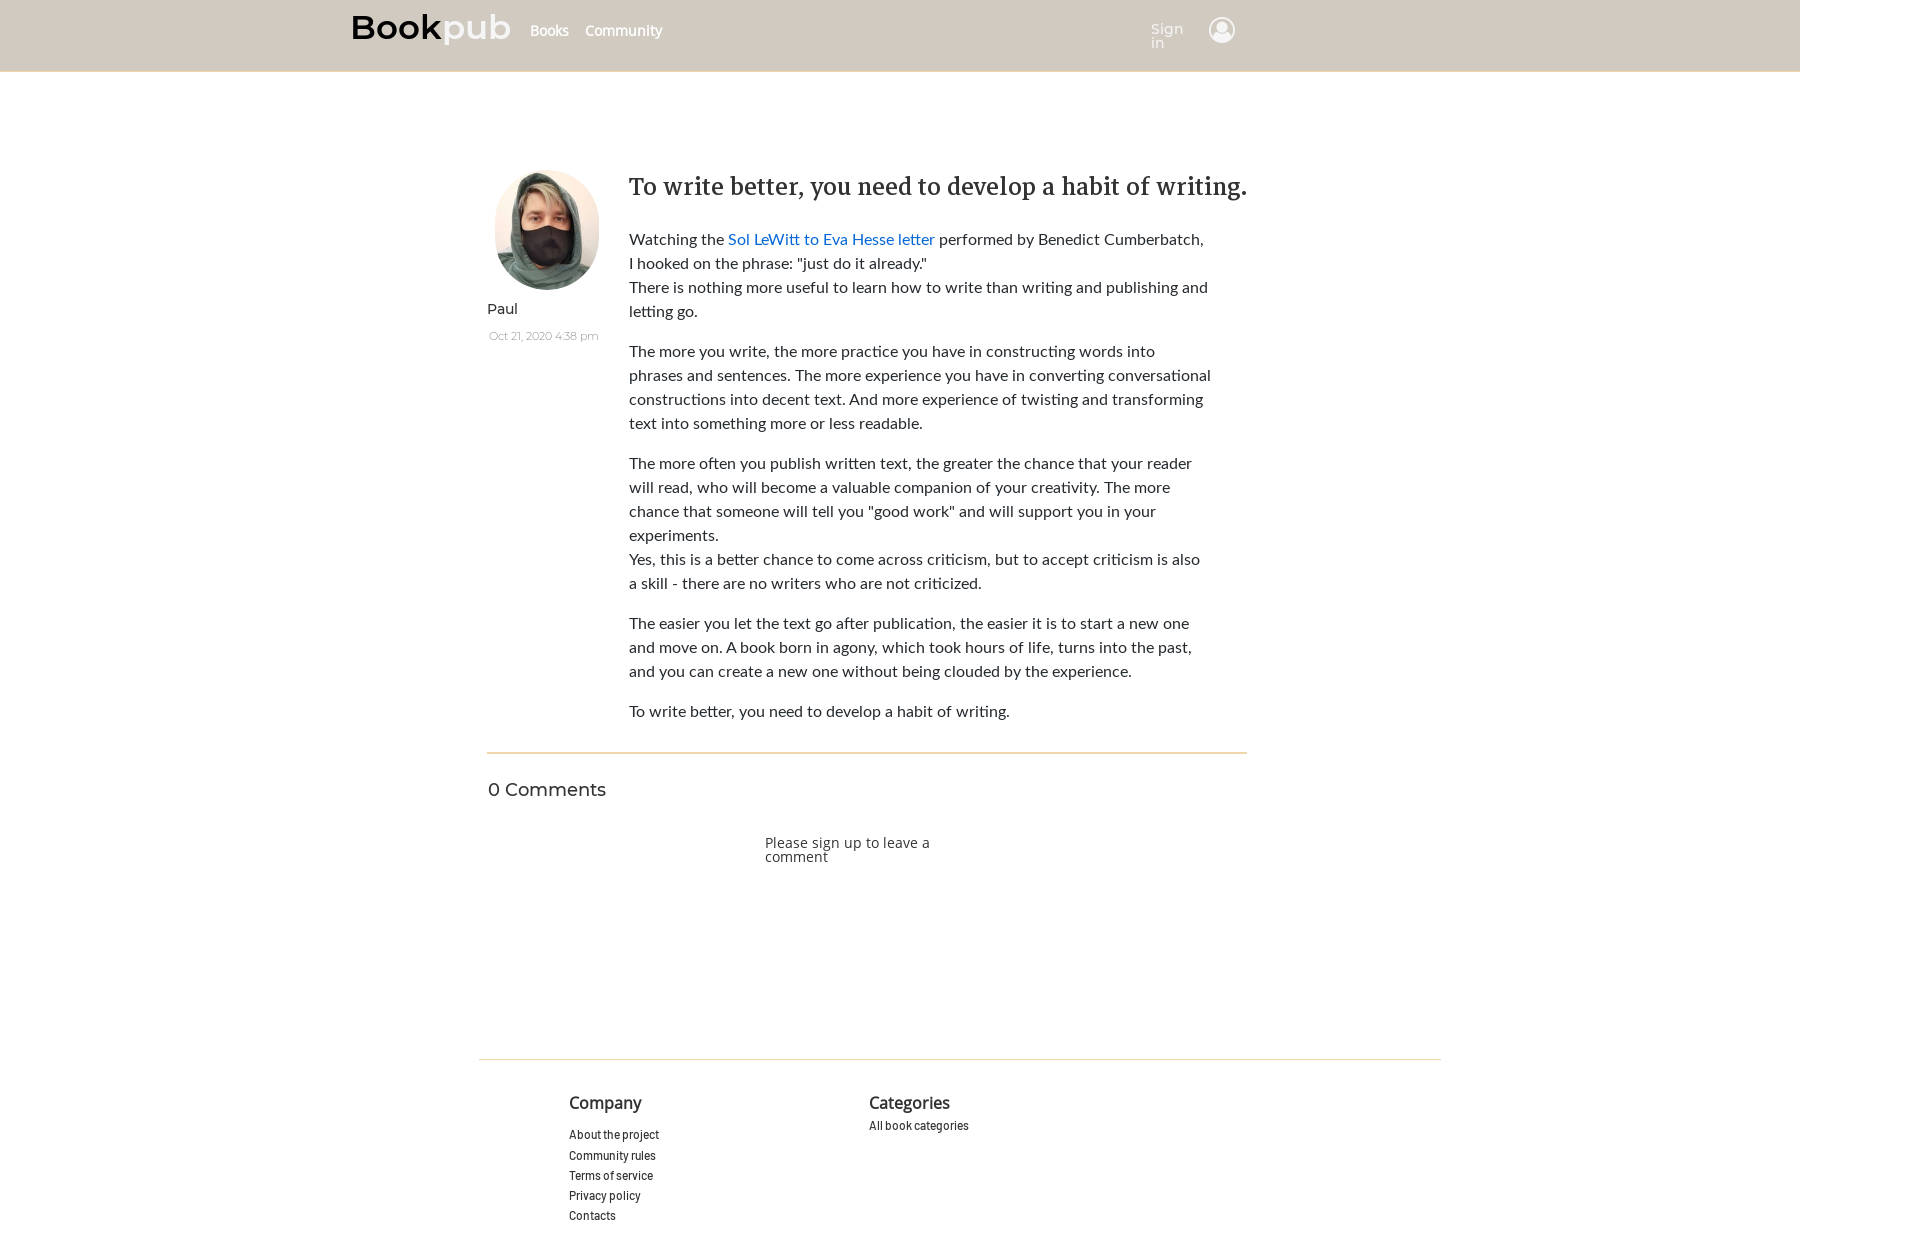 Bookpub Books Community Sign in
To write better, you need to develop a habit of writing.
Watching the Sol LeWitt to Eva Hesse letter performed by Benedict Cumberbatch,
I hooked on the phrase: "just do it already."
There is nothing more useful to learn how to write than writing and publishing and
letting go.
Paul
Oct 21, 2020 4:38 pm
The more you write, the more practice you have in constructing words into
phrases and sentences. The more experience you have in converting conversational
constructions into decent text. And more experience of twisting and transforming
text into something more or less readable.
The more often you publish written text, the greater the chance that your reader
will read, who will become a valuable companion of your creativity. The more
chance that someone will tell you "good work" and will support you in your
experiments.
Yes, this is a better chance to come across criticism, but to accept criticism is also
a skill - there are no writers who are not criticized.
The easier you let the text go after publication, the easier it is to start a new one
and move on. A book born in agony, which took hours of life, turns into the past,
and you can create a new one without being clouded by the experience.
To write better, you need to develop a habit of writing.
0 Comments
Please sign up to leave a
comment
Company
About the project
Community rules
Terms of service
Privacy policy
Contacts
Categories
All book categories